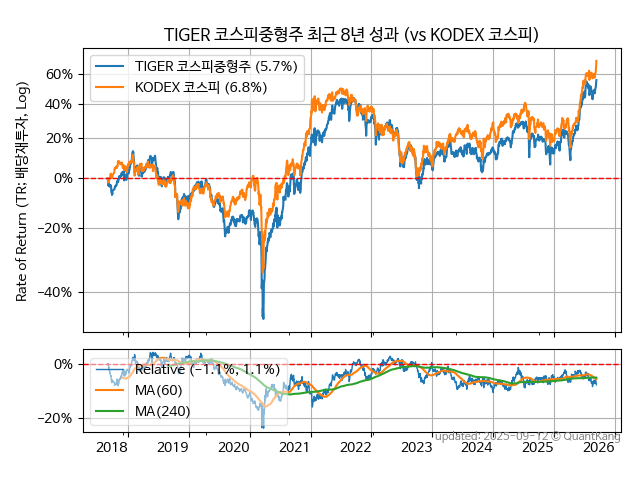 TIGER 코스피중형주 최근 8년 성과 (vs KODEX 코스피)
Rate of Return (TR: 배당재투자, Log)
TIGER 코스피중형주 (5.7%)
KODEX 코스피 (6.8%)
60%
40%
20%
0%
−20%
−40%
Relative (−1.1%, 1.1%)
MA(60)
MA(240)
0%
−20%
updated: 2025-09-12 © QuantKang
2018
2019
2020
2021
2022
2023
2024
2025
2026